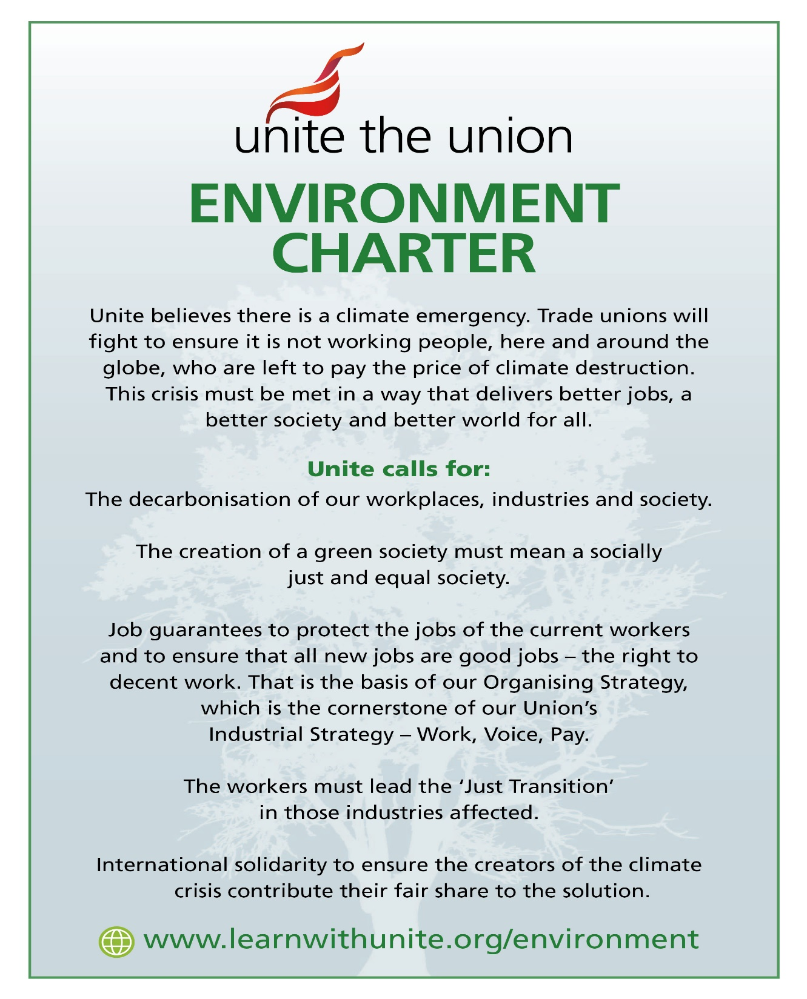 unite the union
ENVIRONMENT
CHARTER
Unite believes there is a climate emergency. Trade unions will
fight to ensure it is not working people, here and around the
globe, who are left to pay the price of climate destruction.
This crisis must be met in a way that delivers better jobs, a
better society and better world for all.
Unite calls for:
The decarbonisation of our workplaces, industries and society.
The creation of a green society must mean a socially
just and equal society.
Job guarantees to protect the jobs of the current workers
and to ensure that all new jobs are good jobs – the right to
decent work. That is the basis of our Organising Strategy,
which is the cornerstone of our Union’s
Industrial Strategy – Work, Voice, Pay.
The workers must lead the ‘Just Transition’
in those industries affected.
International solidarity to ensure the creators of the climate
crisis contribute their fair share to the solution.
www.learnwithunite.org/environment